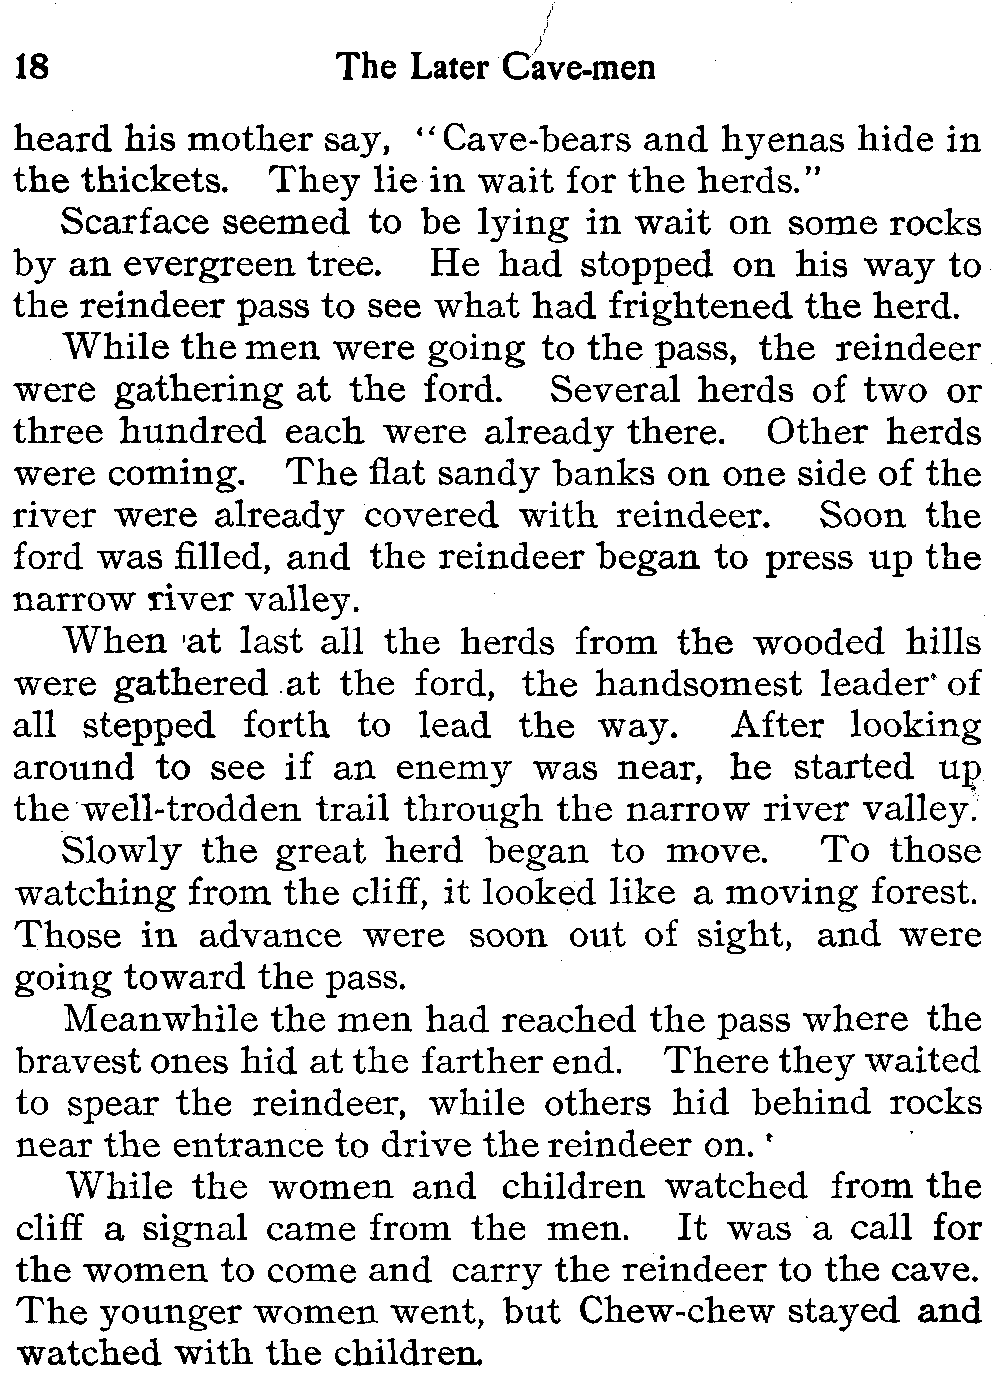 18 The Later Cave-men
heard his mother say, "Cave-bears and hyenas hide in
the thickets. They lie in wait for the herds."
Scarface seemed to be lying in wait on some rocks
by an evergreen tree. He had stopped on his way to
the reindeer pass to see what had frightened the herd.
While the men were going to the pass, the reindeer
were gathering at the ford. Several herds of two or
three hundred each were already there. Other herds
were coming. The flat sandy banks on one side of the
river were already covered with reindeer. Soon the
ford was filled, and the reindeer began to press up the
narrow river valley.
When at last all the herds from the wooded hills
were gathered at the ford, the handsomest leader of
all stepped forth to lead the way. After looking
around to see if an enemy was near, he started up
the well-trodden trail through the narrow river valley.
Slowly the great herd began to move. To those
watching from the cliff, it looked like a moving forest.
Those in advance were soon out of sight, and were
going toward the pass.
Meanwhile the men had reached the pass where the
bravest ones hid at the farther end. There they waited
to spear the reindeer, while others hid behind rocks
near the entrance to drive the reindeer on.
While the women and children watched from the
cliff a signal came from the men. It was a call for
the women to come and carry the reindeer to the cave.
The younger women went, but Chew-chew stayed and
watched with the children.